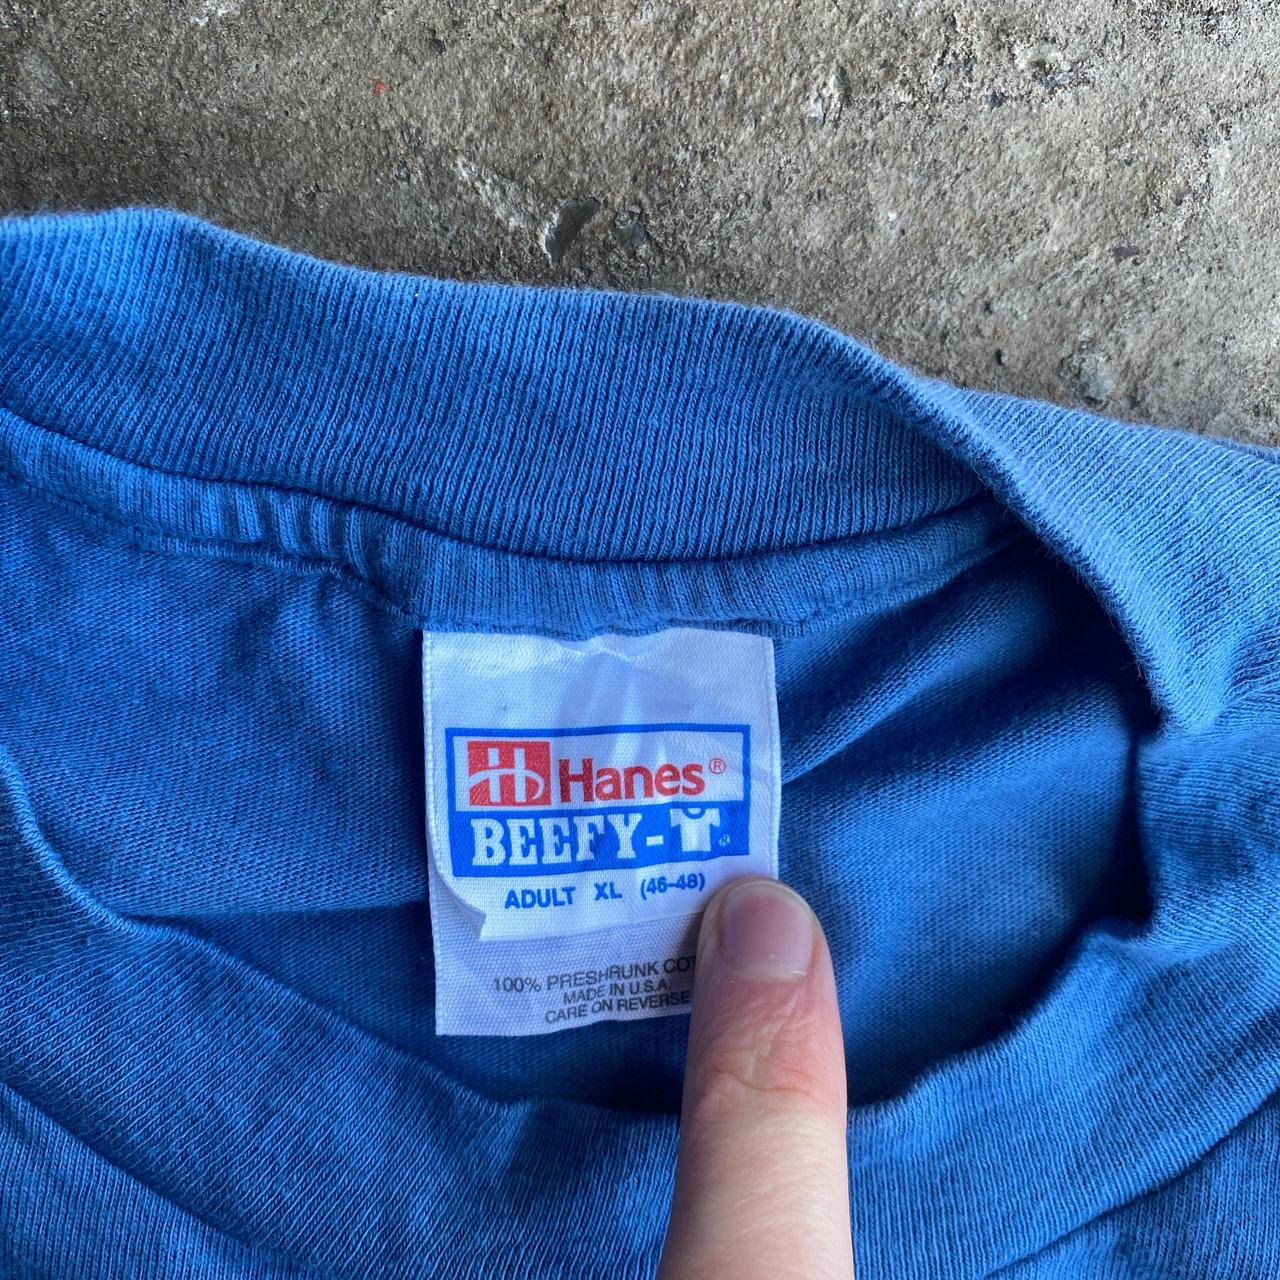 Hanes®
BEEFY-T®
ADULT XL (46-48)
100% PRESHRUNK COT
MADE IN U.S.A.
CARE ON REVERSE